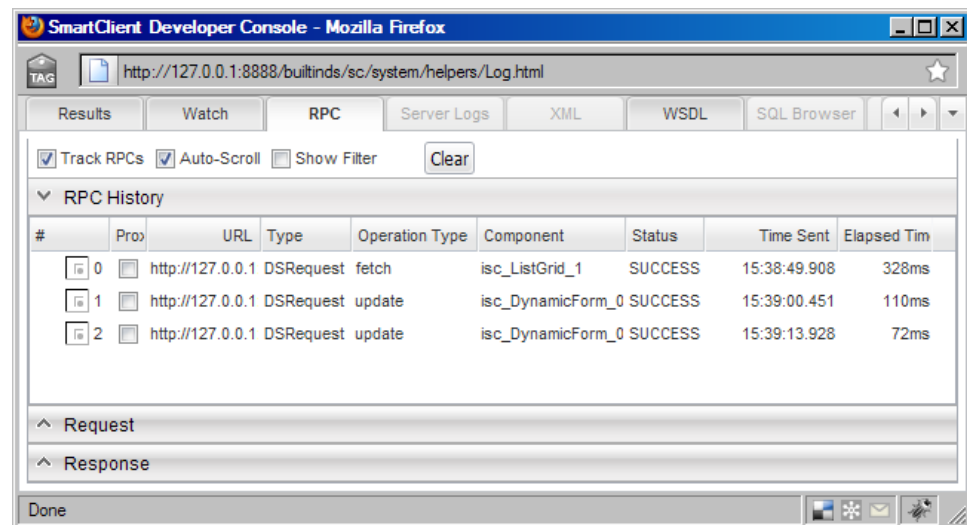 SmartClient Developer Console - Mozilla Firefox
TAG http://127.0.0.1:8888/builtinds/sc/system/helpers/Log.html
Results Watch RPC Server Logs XML WSDL SQL Browser
Track RPCs Auto-Scroll Show Filter Clear
RPC History
# Prox URL Type Operation Type Component Status Time Sent Elapsed Tim
0 http://127.0.0.1 DSRequest fetch isc_ListGrid_1 SUCCESS 15:38:49.908 328ms
1 http://127.0.0.1 DSRequest update isc_DynamicForm_0 SUCCESS 15:39:00.451 110ms
2 http://127.0.0.1 DSRequest update isc_DynamicForm_0 SUCCESS 15:39:13.928 72ms
Request
Response
Done